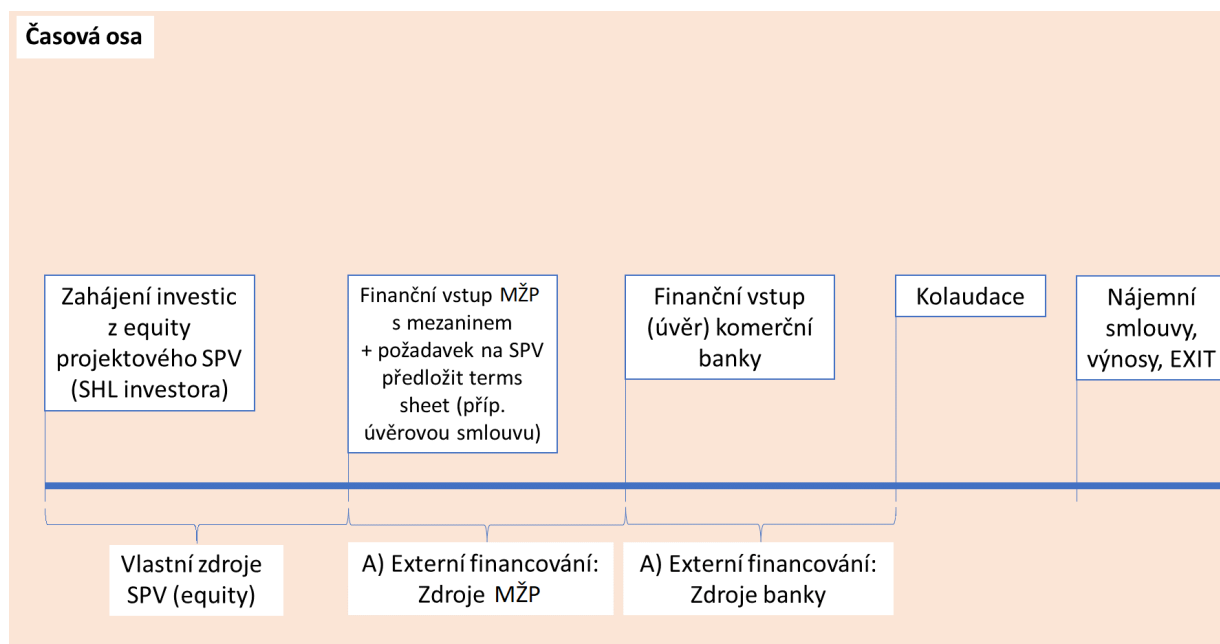 Časová osa
Zahájení investic
z equity
projektového SPV
(SHL investora)
Finanční vstup MŽP
s mezaninem
+ požadavek na SPV
předložit terms
sheet (příp.
úvěrovou smlouvu)
Finanční vstup
(úvěr) komerční
banky
Kolaudace
Nájemní
smlouvy,
výnosy, EXIT
Vlastní zdroje
SPV (equity)
A) Externí financování:
Zdroje MŽP
A) Externí financování:
Zdroje banky